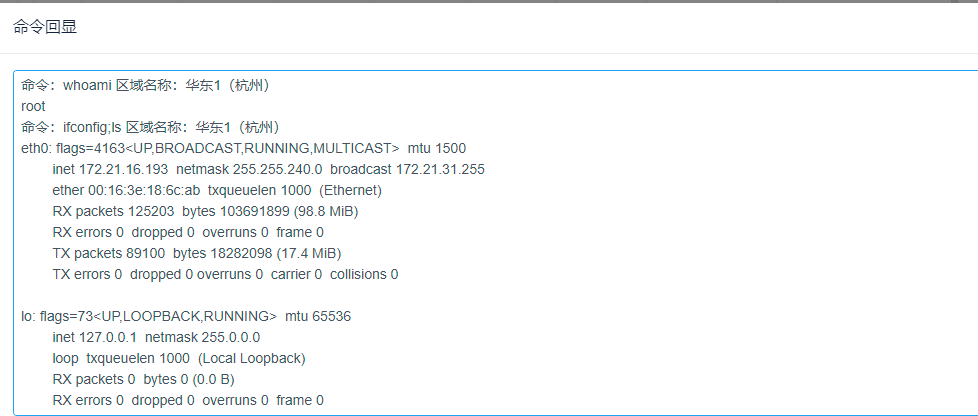 命令回显
命令：whoami 区域名称：华东1（杭州）
root
命令：ifconfig;ls 区域名称：华东1（杭州）
eth0: flags=4163<UP,BROADCAST,RUNNING,MULTICAST>  mtu 1500
inet 172.21.16.193  netmask 255.255.240.0  broadcast 172.21.31.255
ether 00:16:3e:18:6c:ab  txqueuelen 1000  (Ethernet)
RX packets 125203  bytes 103691899 (98.8 MiB)
RX errors 0  dropped 0  overruns 0  frame 0
TX packets 89100  bytes 18282098 (17.4 MiB)
TX errors 0  dropped 0 overruns 0  carrier 0  collisions 0
lo: flags=73<UP,LOOPBACK,RUNNING>  mtu 65536
inet 127.0.0.1  netmask 255.0.0.0
loop  txqueuelen 1000  (Local Loopback)
RX packets 0  bytes 0 (0.0 B)
RX errors 0  dropped 0  overruns 0  frame 0